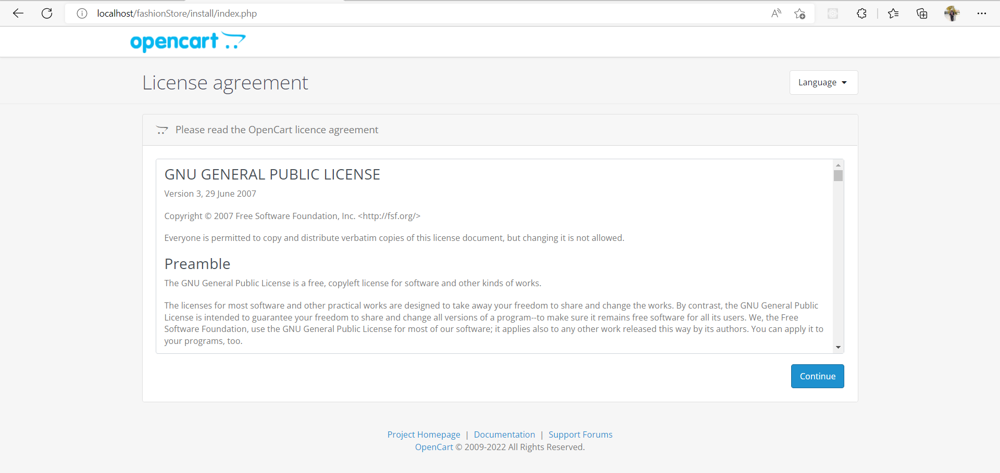 localhost/fashionStore/install/index.php
opencart
License agreement
Language
Please read the OpenCart licence agreement
GNU GENERAL PUBLIC LICENSE
Version 3, 29 June 2007
Copyright © 2007 Free Software Foundation, Inc. <http://fsf.org/>
Everyone is permitted to copy and distribute verbatim copies of this license document, but changing it is not allowed.
Preamble
The GNU General Public License is a free, copyleft license for software and other kinds of works.
The licenses for most software and other practical works are designed to take away your freedom to share and change the works. By contrast, the GNU General Public
License is intended to guarantee your freedom to share and change all versions of a program--to make sure it remains free software for all its users. We, the Free
Software Foundation, use the GNU General Public License for most of our software; it applies also to any other work released this way by its authors. You can apply it to
your programs, too.
Continue
Project Homepage | Documentation | Support Forums
OpenCart © 2009-2022 All Rights Reserved.